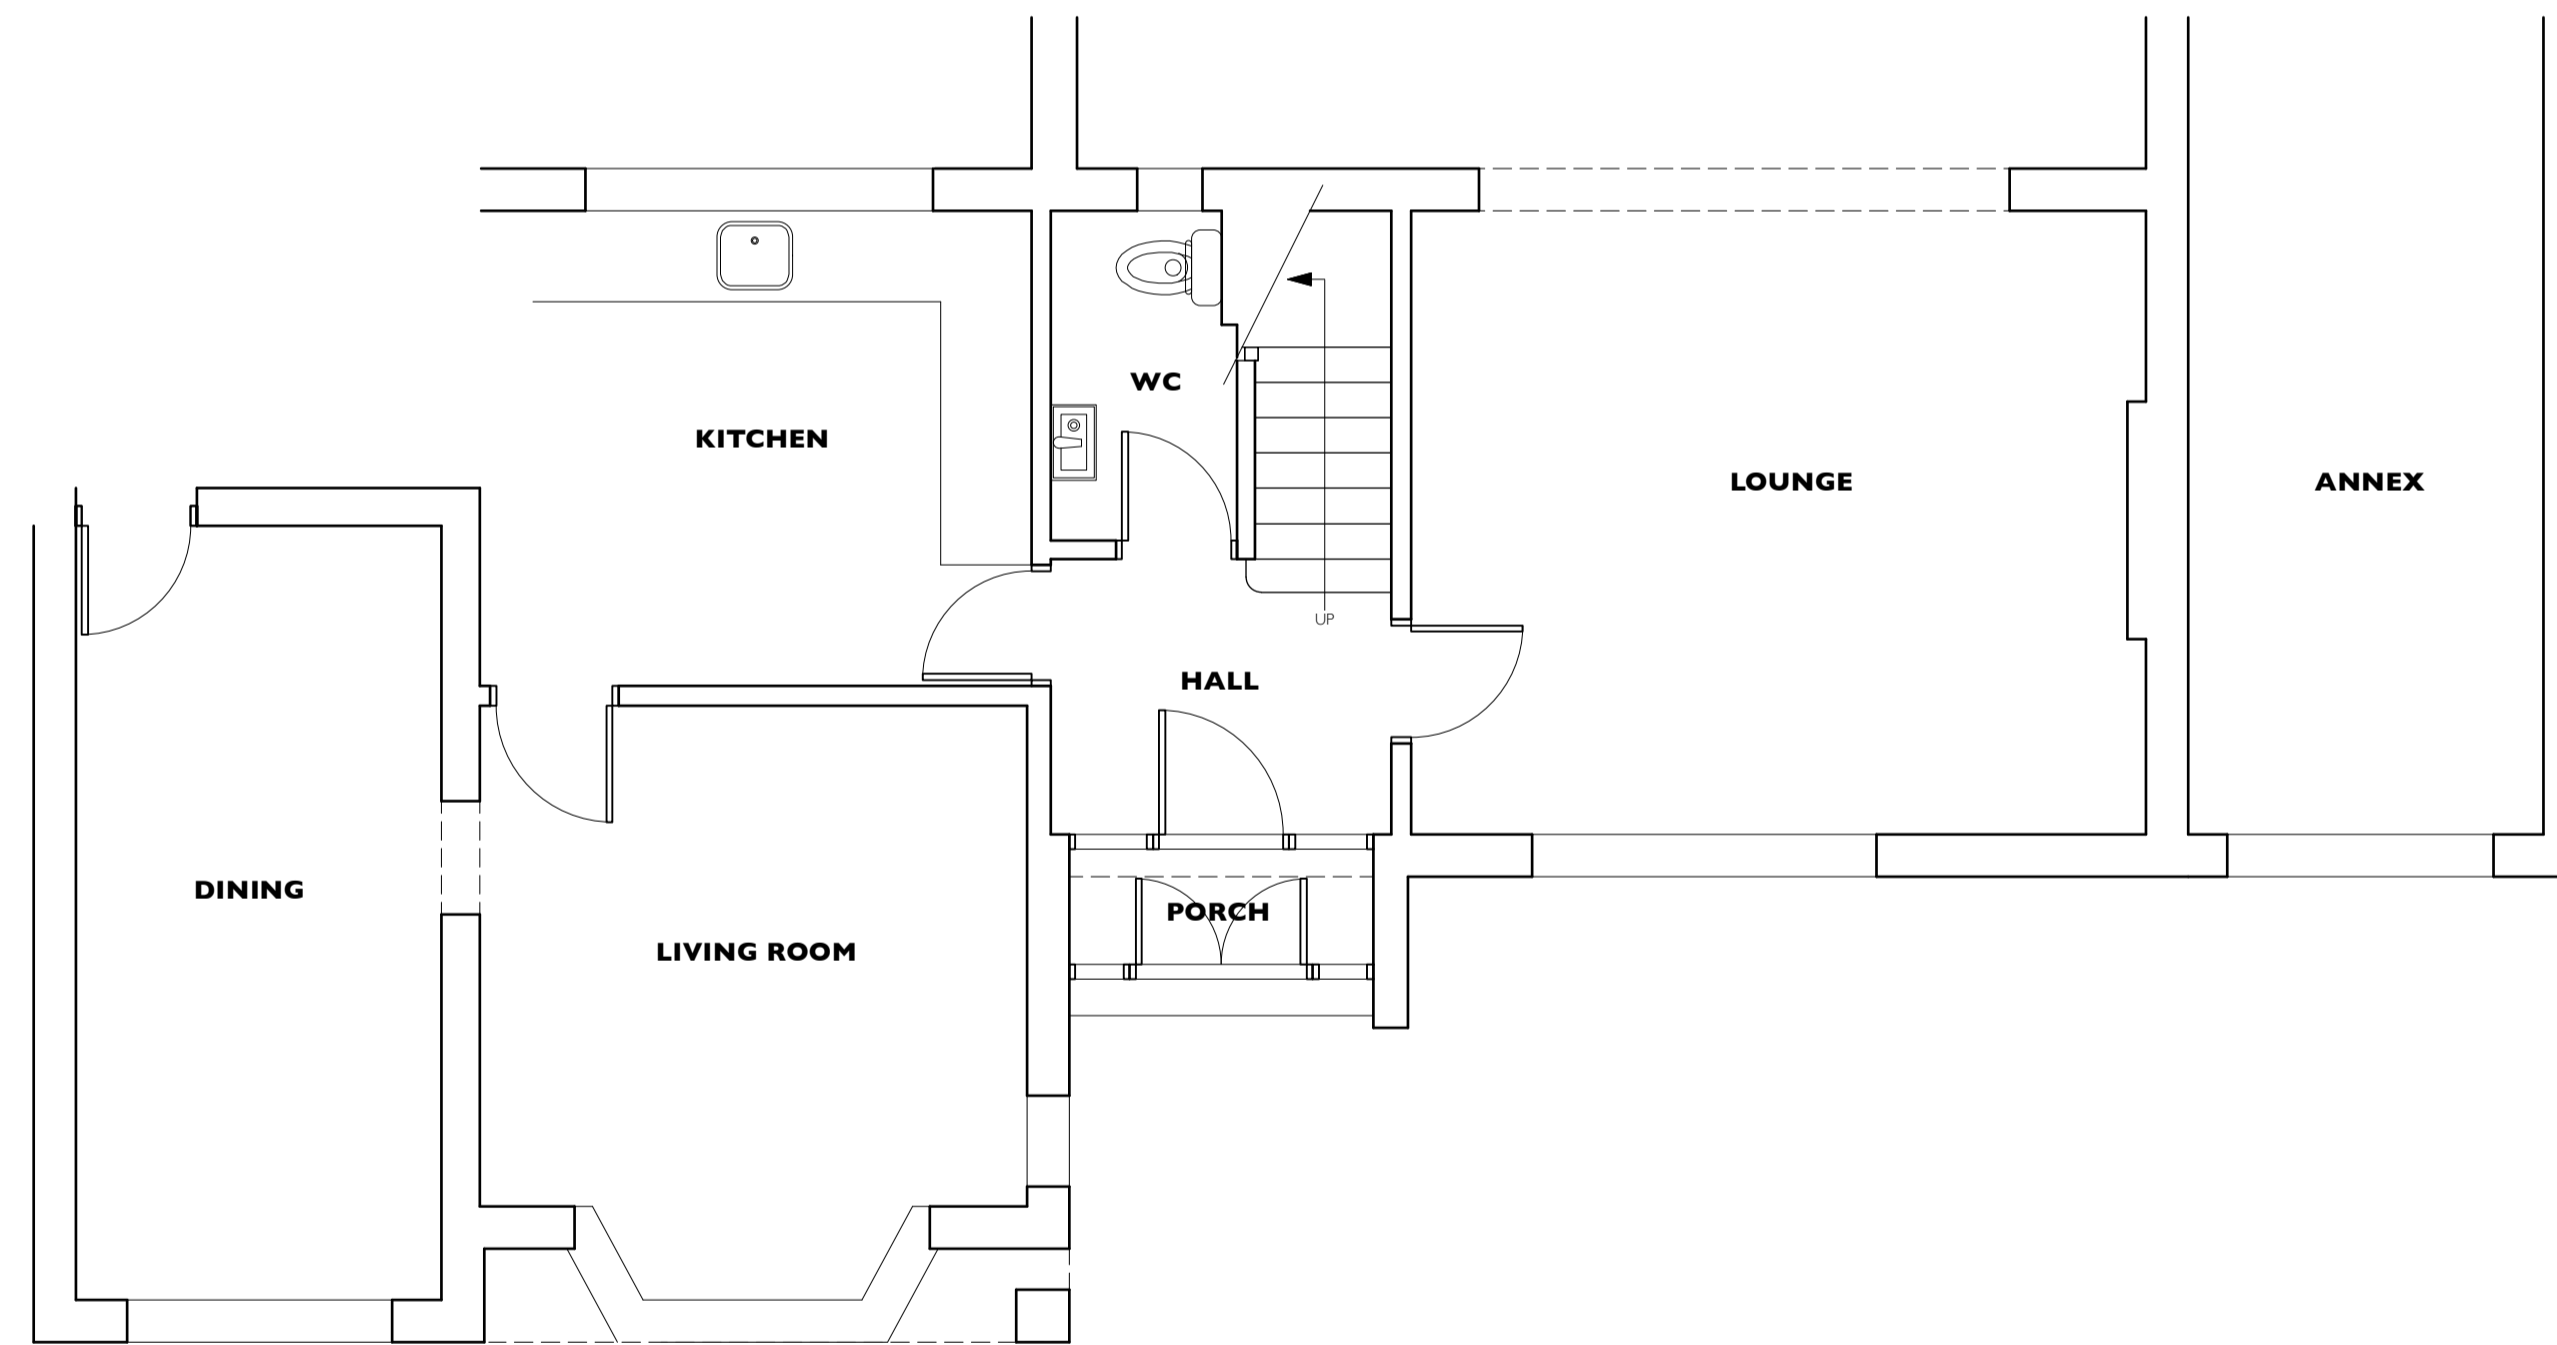 WC
KITCHEN
LOUNGE
ANNEX
UP
HALL
DINING
PORCH
LIVING ROOM